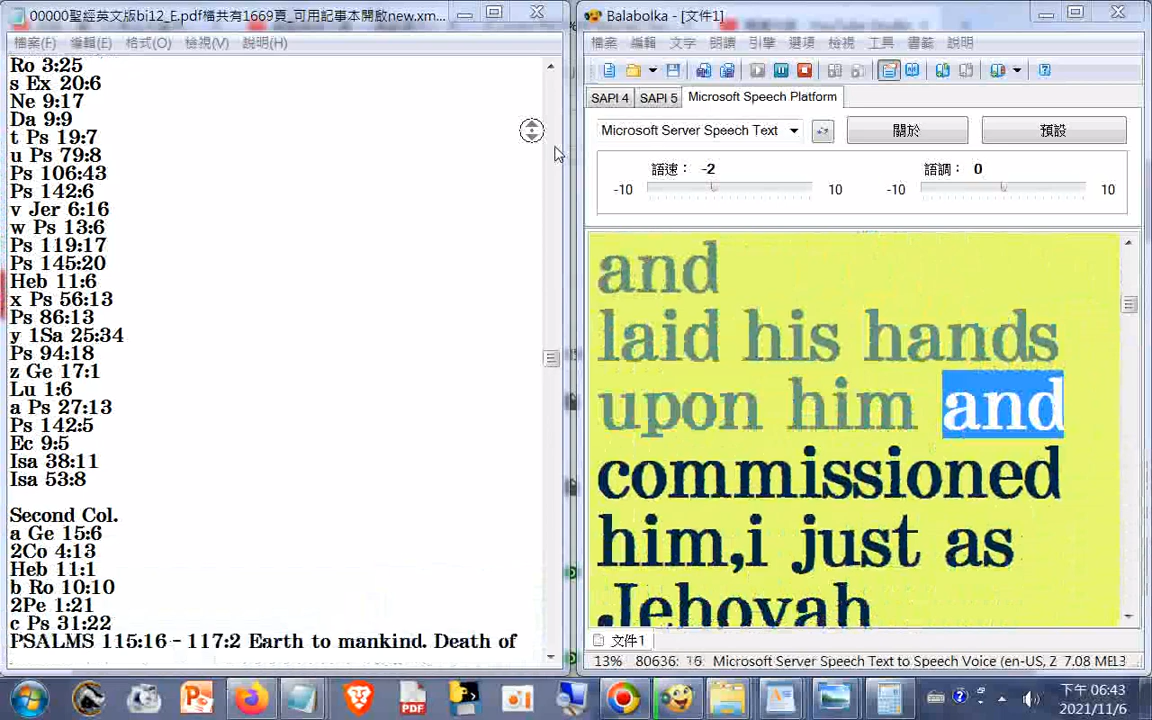 00000聖經英文版bi12_E.pdf檔共有1669頁_可用記事本開啟new.xm...
檔案(F) 編輯(E) 格式(O) 檢視(V) 說明(H)
Ro 3:25
s Ex 20:6
Ne 9:17
Da 9:9
t Ps 19:7
u Ps 79:8
Ps 106:43
Ps 142:6
v Jer 6:16
w Ps 13:6
Ps 119:17
Ps 145:20
Heb 11:6
x Ps 56:13
Ps 86:13
y 1Sa 25:34
Ps 94:18
z Ge 17:1
Lu 1:6
a Ps 27:13
Ps 142:5
Ec 9:5
Isa 38:11
Isa 53:8
Second Col.
a Ge 15:6
2Co 4:13
Heb 11:1
b Ro 10:10
2Pe 1:21
c Ps 31:22
PSALMS 115:16 – 117:2 Earth to mankind. Death of
Balabolka - [文件1]
檔案 編輯 文字 朗讀 引擎 選項 檢視 工具 書籤 說明
SAPI 4 SAPI 5 Microsoft Speech Platform
Microsoft Server Speech Text 關於 預設
語速： -2 語調： 0
-10 10 -10 10
and
laid his hands
upon him and
commissioned
him,i just as
Jehovah
文件1
13% 80636: 16 Microsoft Server Speech Text to Speech Voice (en-US, Z 7.08 ME
下午 06:43
2021/11/6